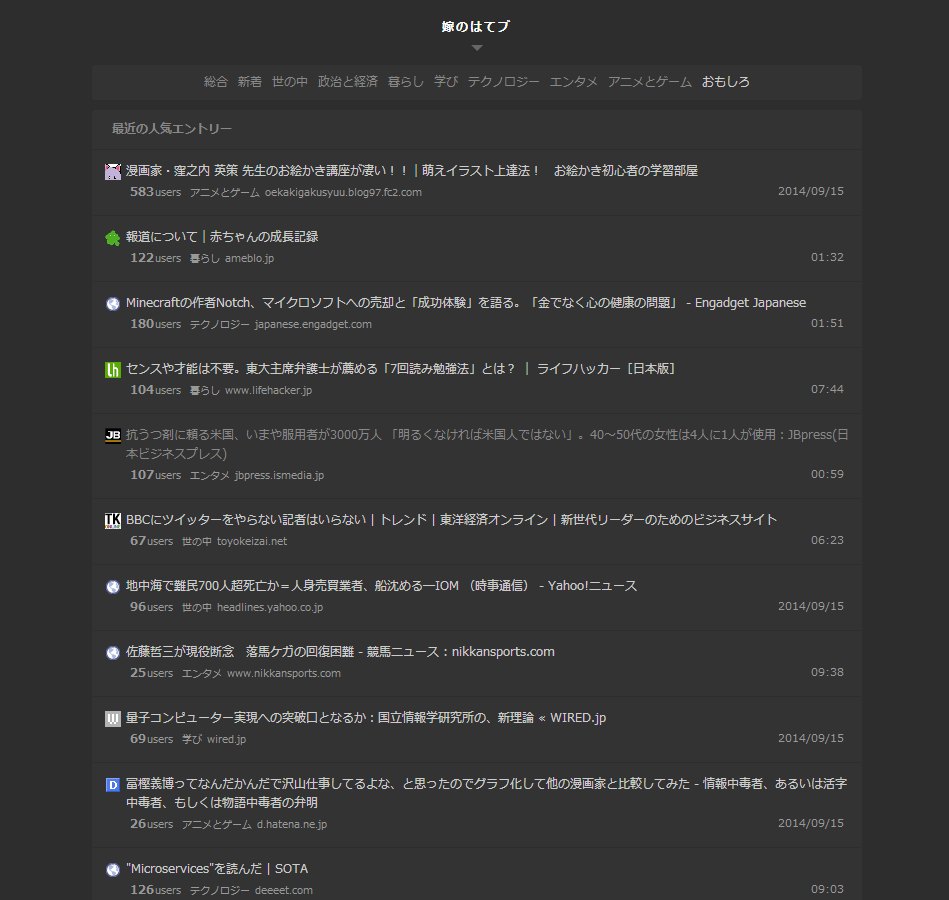 嫁のはてブ
総合 新着 世の中 政治と経済 暮らし 学び テクノロジー エンタメ アニメとゲーム おもしろ
最近の人気エントリー
漫画家・窪之内 英策 先生のお絵かき講座が凄い！！ | 萌えイラスト上達法！　お絵かき初心者の学習部屋
583users アニメとゲーム oekakigakusyuu.blog97.fc2.com 2014/09/15
報道について｜赤ちゃんの成長記録
122users 暮らし ameblo.jp 01:32
Minecraftの作者Notch、マイクロソフトへの売却と「成功体験」を語る。「金でなく心の健康の問題」 - Engadget Japanese
180users テクノロジー japanese.engadget.com 01:51
lh センスや才能は不要。東大主席弁護士が薦める「7回読み勉強法」とは？ ｜ ライフハッカー［日本版］
104users 暮らし www.lifehacker.jp 07:44
JB 抗うつ剤に頼る米国、いまや服用者が3000万人 「明るくなければ米国人ではない」。40～50代の女性は4人に1人が使用：JBpress(日
本ビジネスプレス)
107users エンタメ jbpress.ismedia.jp 00:59
TK BBCにツイッターをやらない記者はいらない | トレンド | 東洋経済オンライン | 新世代リーダーのためのビジネスサイト
67users 世の中 toyokeizai.net 06:23
地中海で難民700人超死亡か＝人身売買業者、船沈める―IOM （時事通信） - Yahoo!ニュース
96users 世の中 headlines.yahoo.co.jp 2014/09/15
佐藤哲三が現役断念　落馬ケガの回復困難 - 競馬ニュース : nikkansports.com
25users エンタメ www.nikkansports.com 09:38
W 量子コンピューター実現への突破口となるか：国立情報学研究所の、新理論 « WIRED.jp
69users 学び wired.jp 2014/09/15
D 冨樫義博ってなんだかんだで沢山仕事してるよな、と思ったのでグラフ化して他の漫画家と比較してみた - 情報中毒者、あるいは活字
中毒者、もしくは物語中毒者の弁明
26users アニメとゲーム d.hatena.ne.jp 2014/09/15
"Microservices"を読んだ | SOTA
126users テクノロジー deeeet.com 09:03